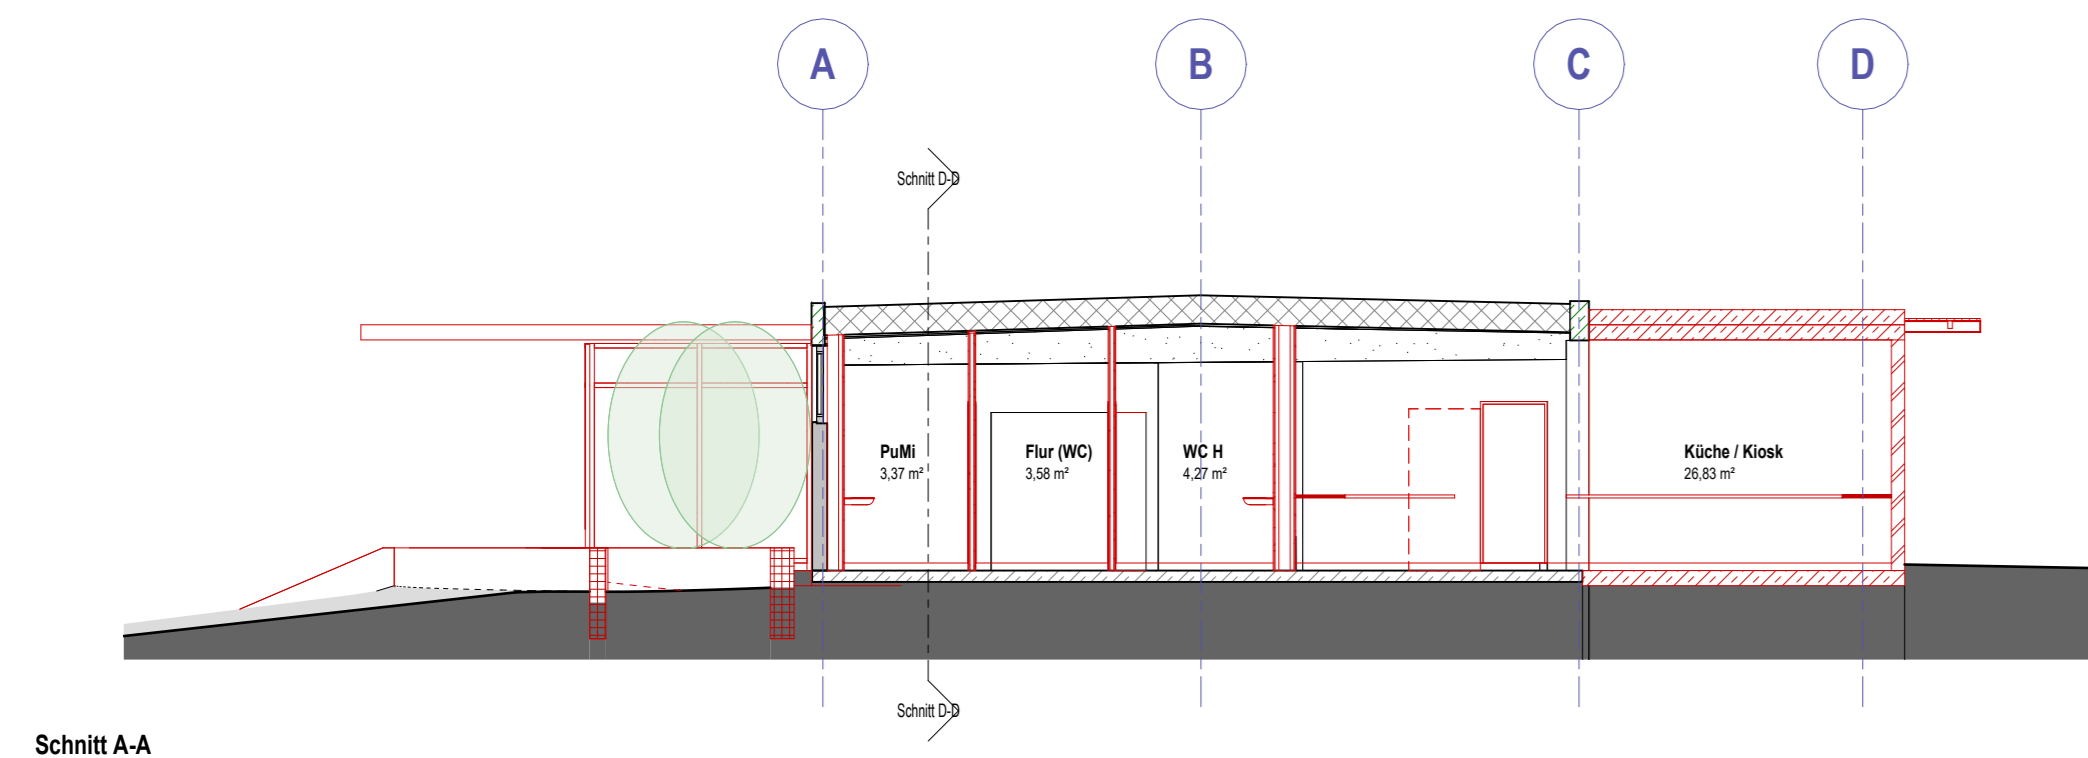 A
B
C
D
Schnitt D-D
PuMi
3,37 m²
Flur (WC)
3,58 m²
WC H
4,27 m²
Küche / Kiosk
26,83 m²
Schnitt D-D
Schnitt A-A